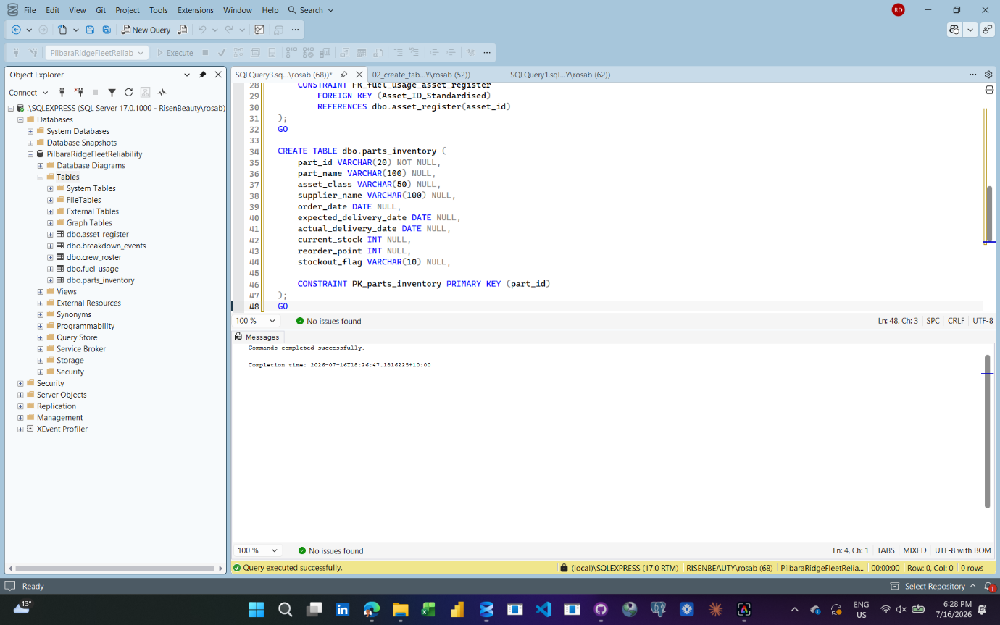 File Edit View Git Project Tools Extensions Window Help Search RD
New Query
PilbaraRidgeFleetReliab Execute
Object Explorer
SQLQuery3.sq...\rosab (68))* 02_create_tab...Y\rosab (52)) SQLQuery1.sql...Y\rosab (62))
Connect
.\SQLEXPRESS (SQL Server 17.0.1000 - RisenBeauty\rosab)
Databases
System Databases
Database Snapshots
PilbaraRidgeFleetReliability
Database Diagrams
Tables
System Tables
FileTables
External Tables
Graph Tables
dbo.asset_register
dbo.breakdown_events
dbo.crew_roster
dbo.fuel_usage
dbo.parts_inventory
Views
External Resources
Synonyms
Programmability
Query Store
Service Broker
Storage
Security
Security
Server Objects
Replication
Management
XEvent Profiler
28 CONSTRAINT FK_fuel_usage_asset_register
29 FOREIGN KEY (Asset_ID_Standardised)
30 REFERENCES dbo.asset_register(asset_id)
31 );
32 GO
33
34 CREATE TABLE dbo.parts_inventory (
35 part_id VARCHAR(20) NOT NULL,
36 part_name VARCHAR(100) NULL,
37 asset_class VARCHAR(50) NULL,
38 supplier_name VARCHAR(100) NULL,
39 order_date DATE NULL,
40 expected_delivery_date DATE NULL,
41 actual_delivery_date DATE NULL,
42 current_stock INT NULL,
43 reorder_point INT NULL,
44 stockout_flag VARCHAR(10) NULL,
45
46 CONSTRAINT PK_parts_inventory PRIMARY KEY (part_id)
47 );
48 GO
100 % No issues found Ln: 48, Ch: 3 SPC CRLF UTF-8
Messages
Commands completed successfully.
Completion time: 2026-07-16T18:26:47.1816225+10:00
100 % No issues found Ln: 4, Ch: 1 TABS MIXED UTF-8 with BOM
Query executed successfully. (local)\SQLEXPRESS (17.0 RTM) RISENBEAUTY\rosab (68) PilbaraRidgeFleetRelia... 00:00:00 Row: 0, Col: 0 0 rows
Ready Select Repository 1
13° ENG
US 6:28 PM
7/16/2026